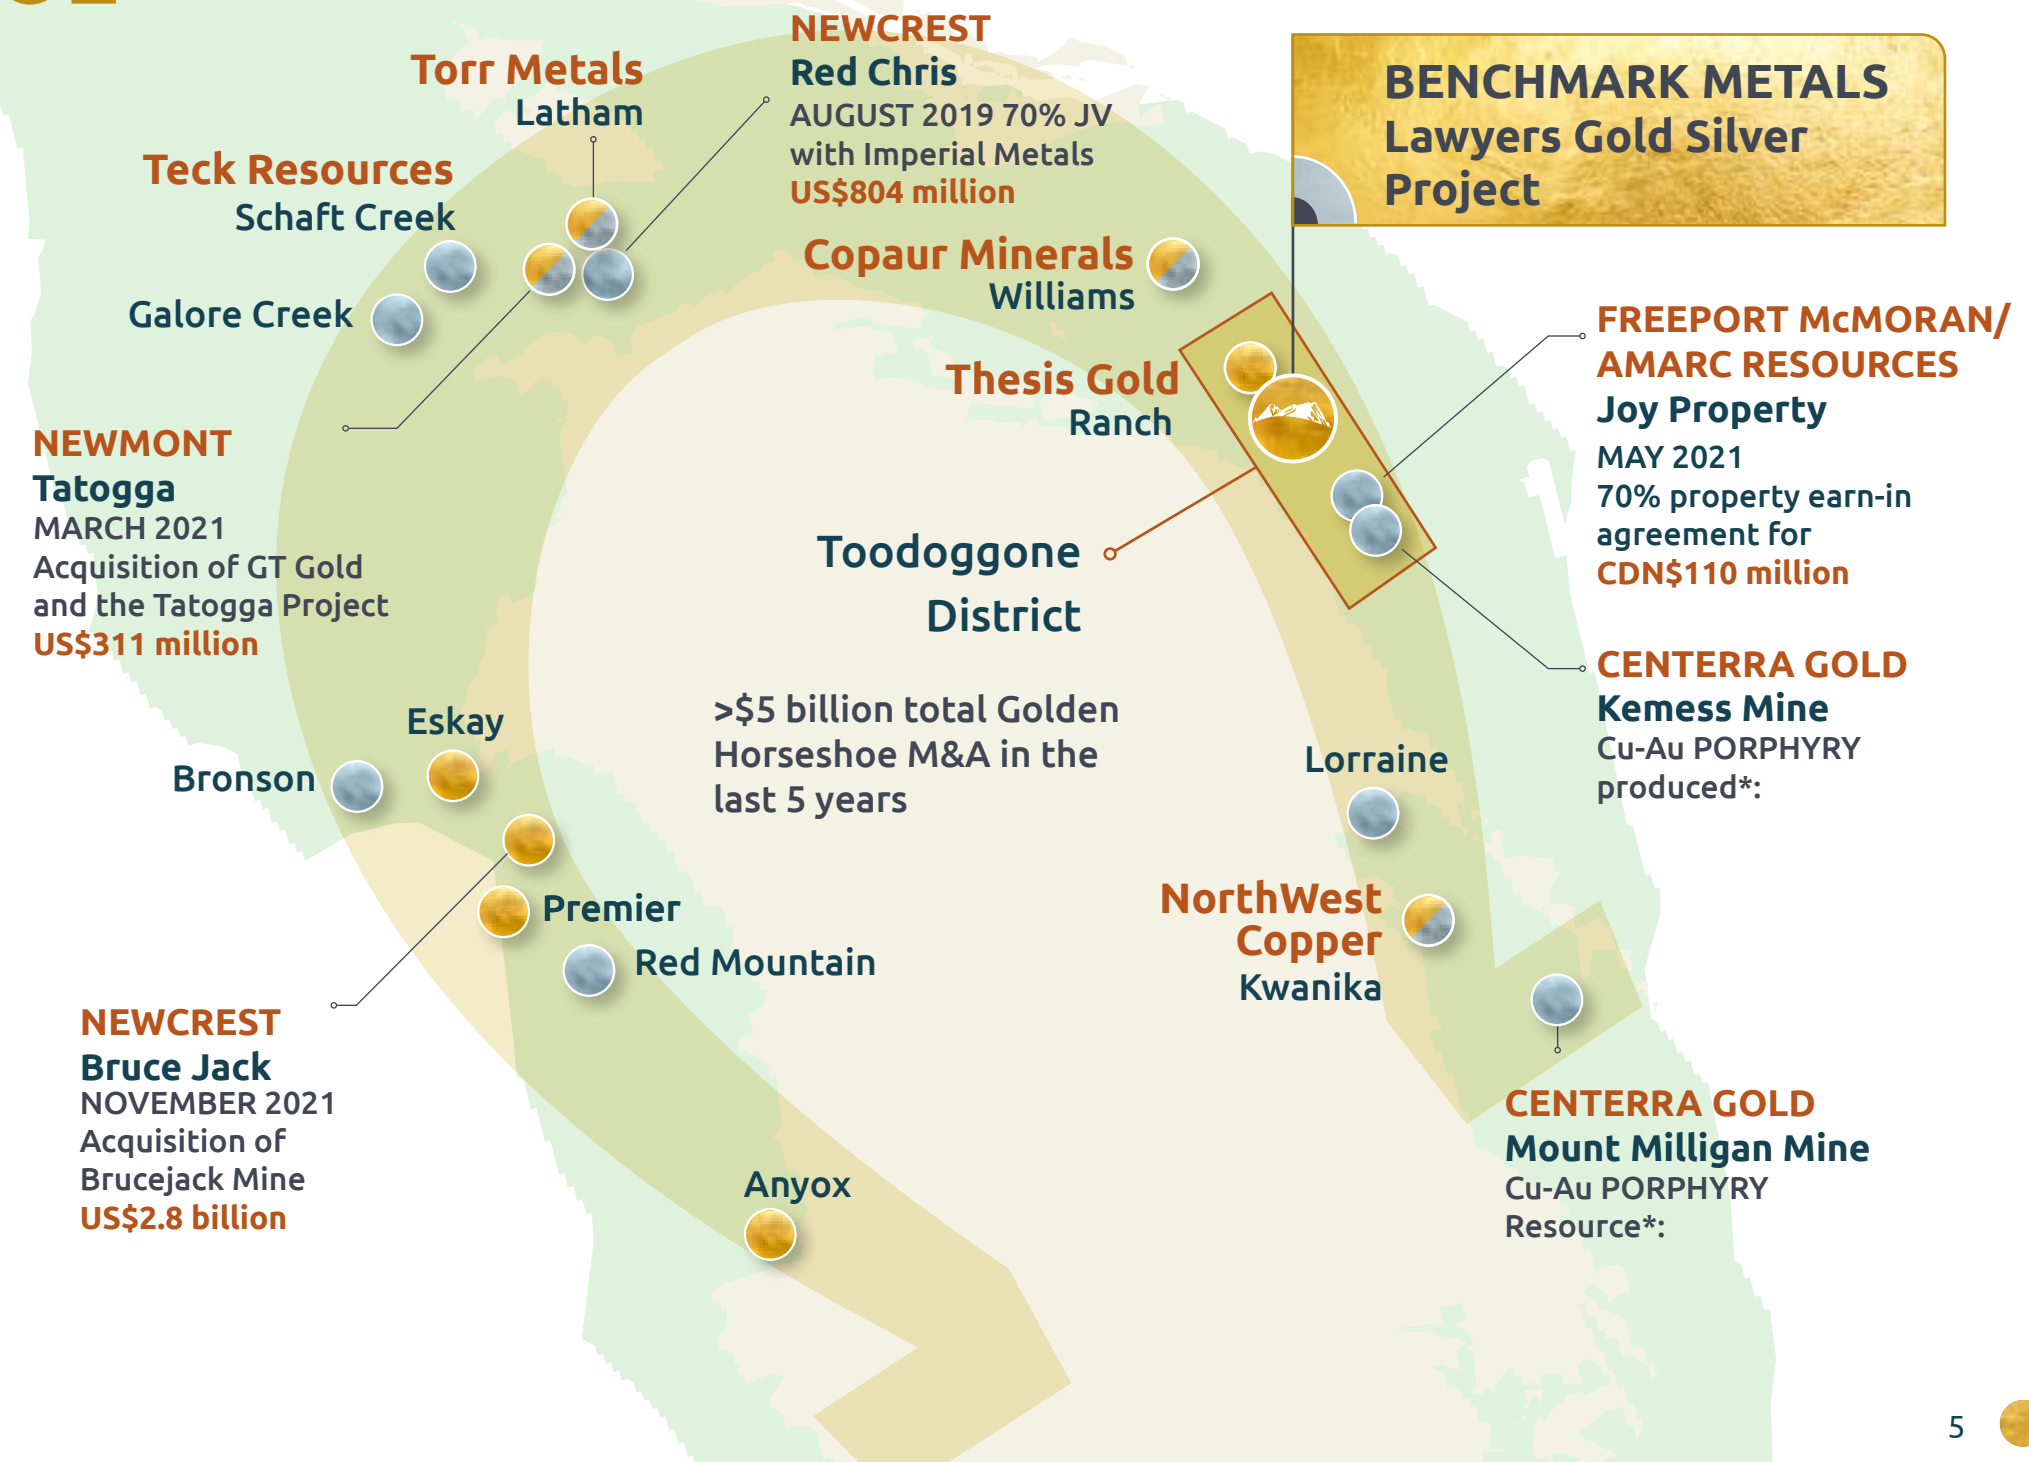 Torr Metals
Latham
NEWCREST
Red Chris
AUGUST 2019 70% JV
with Imperial Metals
US$804 million
BENCHMARK METALS
Lawyers Gold Silver
Project
Teck Resources
Schaft Creek
Galore Creek
Copaur Minerals
Williams
Thesis Gold
Ranch
FREEPORT McMORAN/
AMARC RESOURCES
Joy Property
MAY 2021
70% property earn-in
agreement for
CDN$110 million
NEWMONT
Tatogga
MARCH 2021
Acquisition of GT Gold
and the Tatogga Project
US$311 million
Toodoggone
District
>$5 billion total Golden
Horseshoe M&A in the
last 5 years
CENTERRA GOLD
Kemess Mine
Cu-Au PORPHYRY
produced*:
Eskay
Bronson
Lorraine
Premier
Red Mountain
NorthWest
Copper
Kwanika
NEWCREST
Bruce Jack
NOVEMBER 2021
Acquisition of
Brucejack Mine
US$2.8 billion
Anyox
CENTERRA GOLD
Mount Milligan Mine
Cu-Au PORPHYRY
Resource*:
5